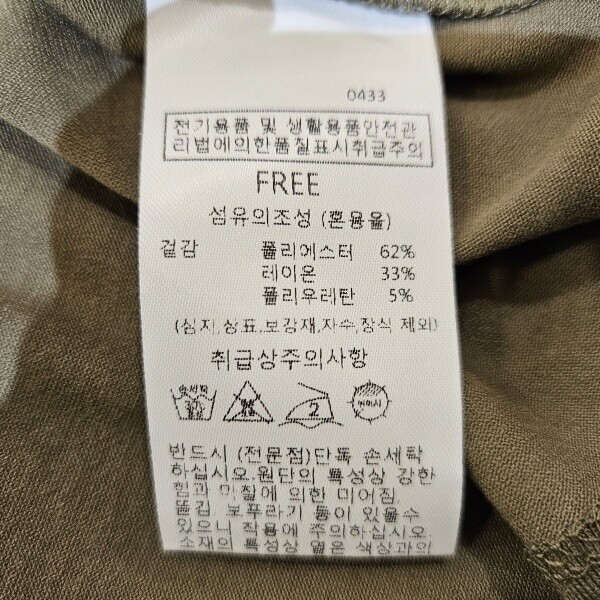 0433
전기용품 및 생활용품안전관
리법에의한품질표시취급주의
FREE
섬유의조성 (혼용율)
겉감 폴리에스터 62%
레이온 33%
폴리우레탄 5%
(심지,상표,보강재,자수,장식 제외)
취급상주의사항
손세탁
2
반드시 (전문점)단독 손세탁
하십시오.원단의 특성상 강한
힘과 마찰에 의한 미어짐,
뜯김 보푸라기 등이 있을수
있으니 착용에 주의하십시오.
소재의 특성상 옅은 색상과의